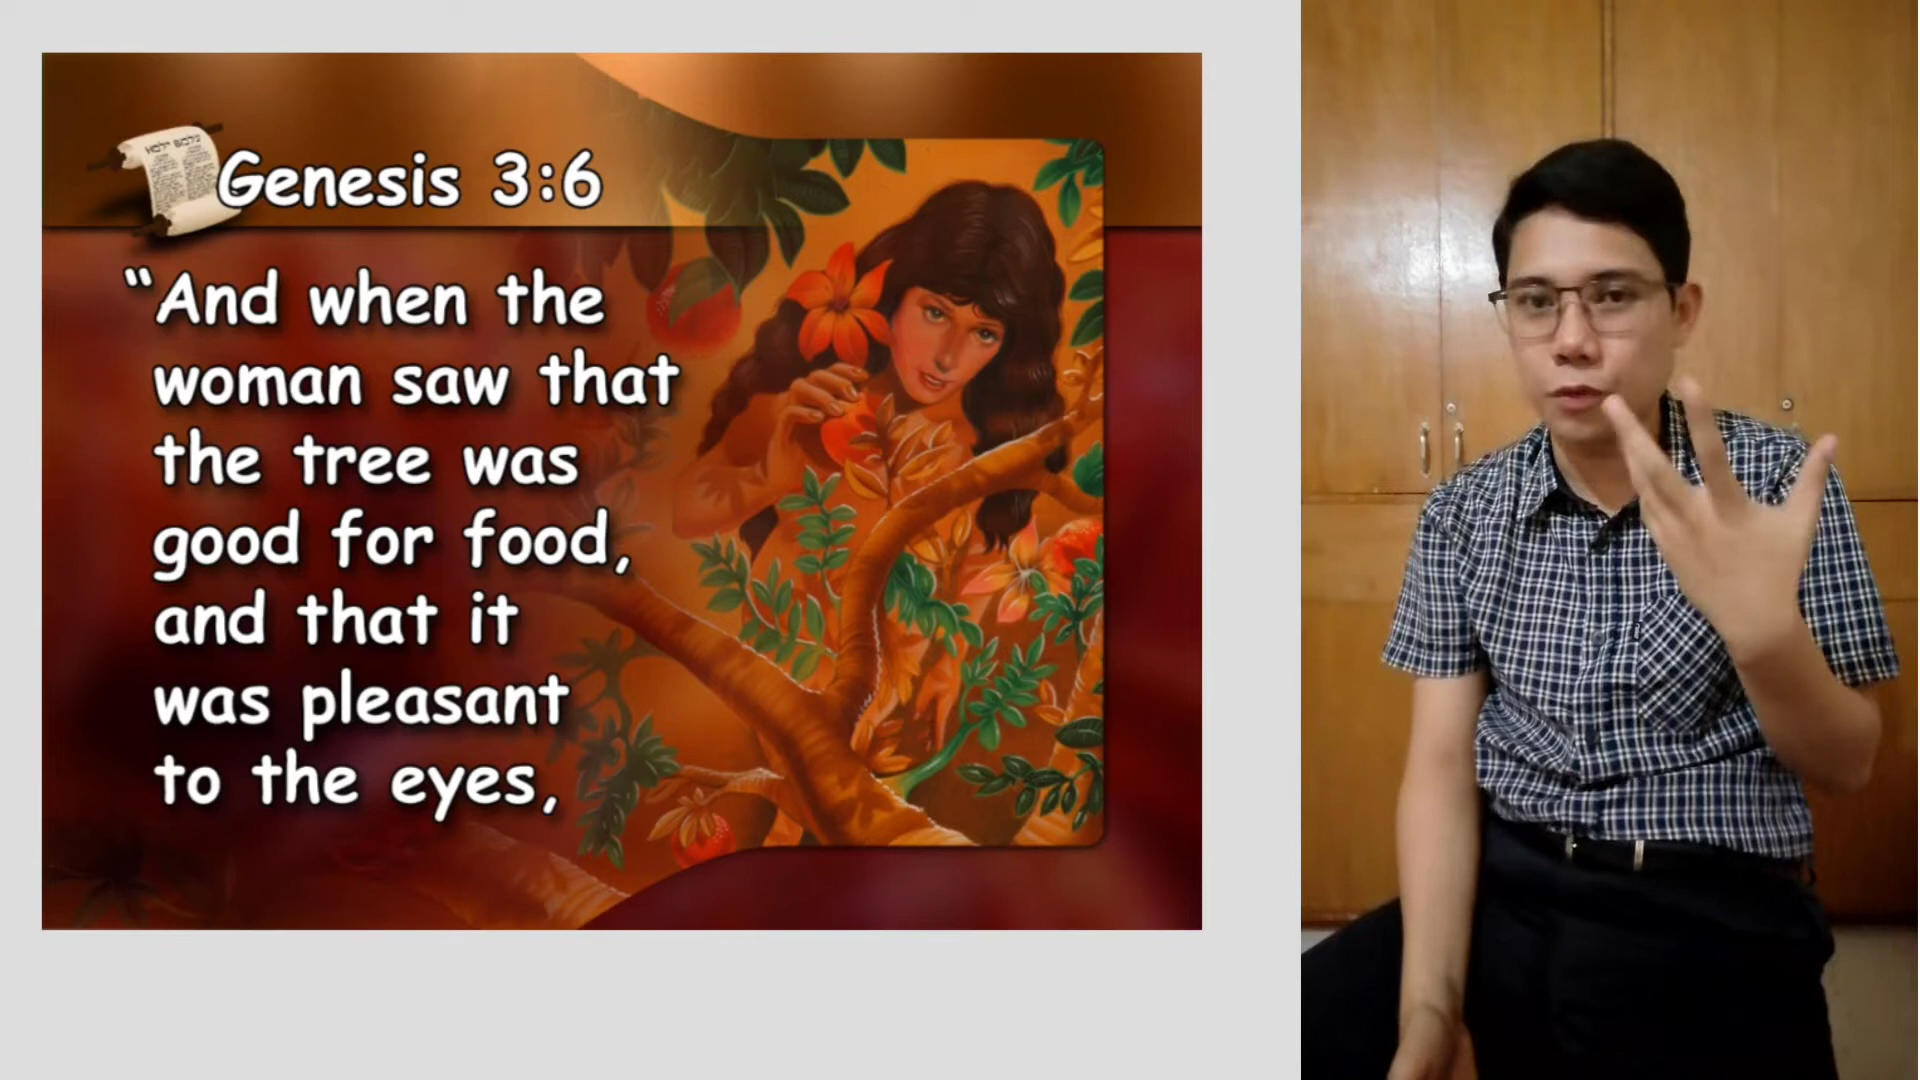 Genesis 3:6
“And when the
woman saw that
the tree was
good for food,
and that it
was pleasant
to the eyes,